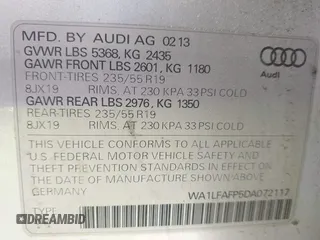 MFD. BY AUDI AG 02 13
GVWR LBS 5368, KG 2435
GAWR FRONT LBS 2601, KG 1180
FRONT-TIRES 235/55 R19
8JX19 RIMS, AT 230 KPA 33 PSI COLD
GAWR REAR LBS 2976, KG 1350
REAR-TIRES 235/55 R19
8JX19 RIMS, AT 230 KPA 33 PSI COLD
Audi
THIS VEHICLE CONFORMS TO ALL APPLICABLE
U.S. FEDERAL MOTOR VEHICLE SAFETY AND
THEFT PREVENTION STANDARDS IN EFFECT ON THE
DATE OF MANUFACTURE SHOWN ABOVE.
WA1LFAFP5DA072117
DREAMBID